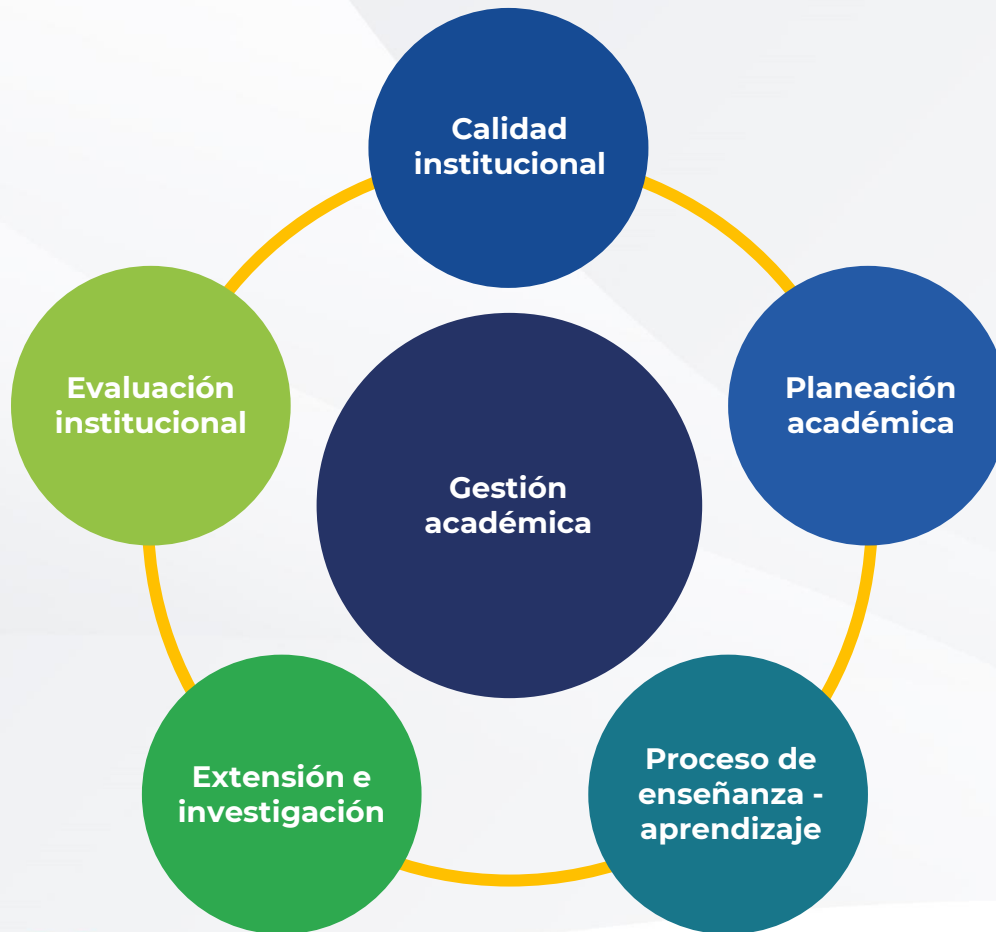 Calidad
institucional
Planeación
académica
Proceso de
enseñanza -
aprendizaje
Extensión e
investigación
Evaluación
institucional
Gestión
académica